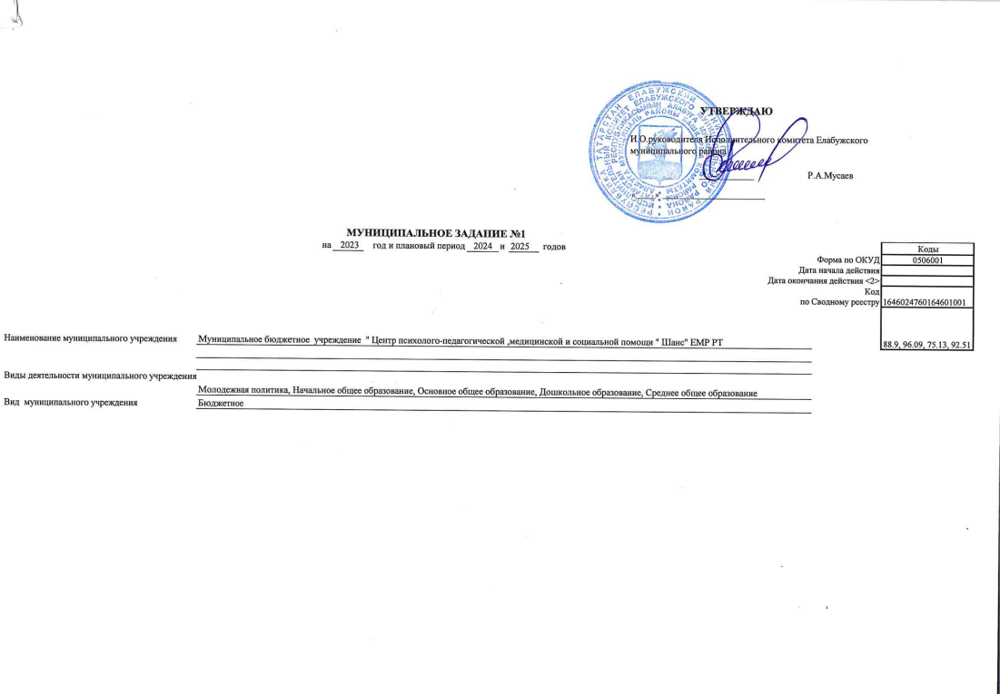 УТВЕРЖДАЮ
И.О.руководителя Исполнительного комитета Елабужского
муниципального района
Р.А.Мусаев
МУНИЦИПАЛЬНОЕ ЗАДАНИЕ №1
на 2023 год и плановый период 2024 и 2025 годов
Коды
Форма по ОКУД 0506001
Дата начала действия
Дата окончания действия <2>
Код
по Сводному реестру 1646024760164601001
88.9, 96.09, 75.13, 92.51
Наименование муниципального учреждения Муниципальное бюджетное учреждение " Центр психолого-педагогической ,медицинской и социальной помощи " Шанс" ЕМР РТ
Виды деятельности муниципального учреждения
Молодежная политика, Начальное общее образование, Основное общее образование, Дошкольное образование, Среднее общее образование
Вид муниципального учреждения Бюджетное